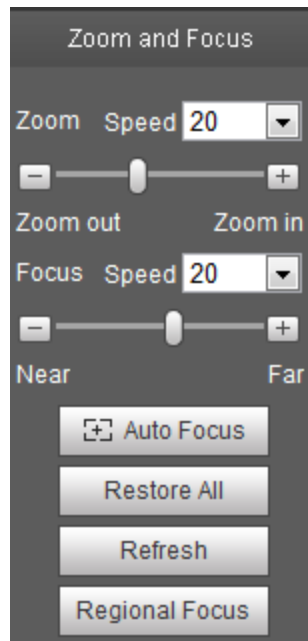 Zoom and Focus
Zoom Speed 20
Zoom out Zoom in
Focus Speed 20
Near Far
Auto Focus
Restore All
Refresh
Regional Focus